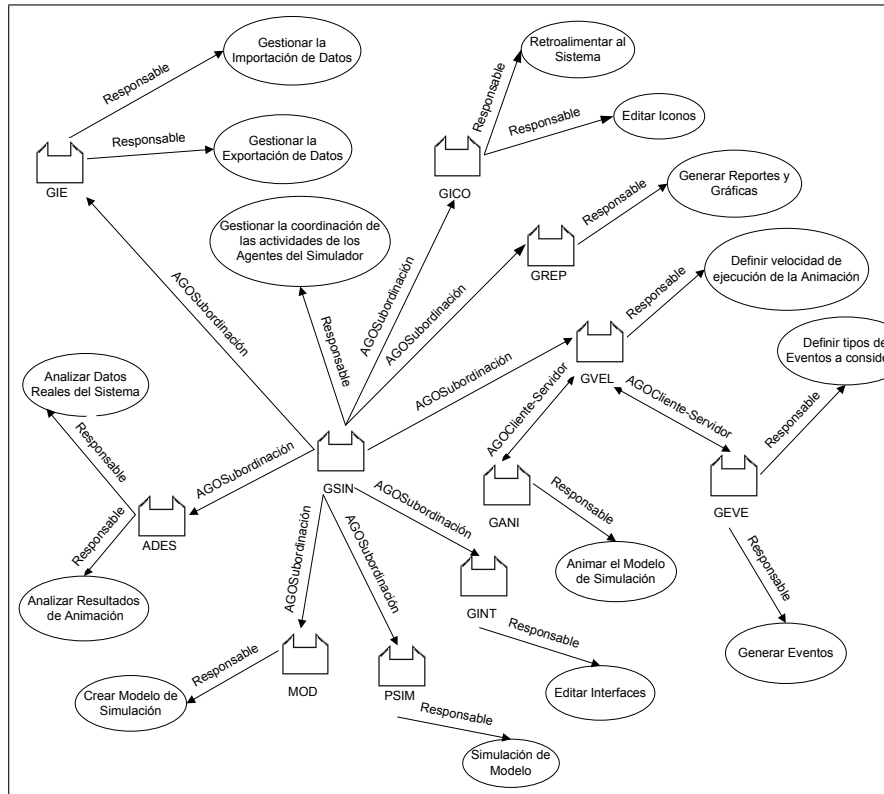 Gestionar la
Importación de Datos
Responsable
Responsable
Gestionar la
Exportación de Datos
GIE
Retroalimentar al
Sistema
Responsable
Responsable
Editar Iconos
GICO
Gestionar la coordinación de
las actividades de los
Agentes del Simulador
Generar Reportes y
Gráficas
Responsable
GREP
AGOSubordinación
Responsable
AGOSubordinación
AGOSubordinación
Definir velocidad de
ejecución de la Animación
Responsable
AGOSubordinación
GVEL
Definir tipos de
Eventos a conside
Analizar Datos
Reales del Sistema
Responsable
AGOCliente-Servidor
AGOCliente-Servidor
Responsable
AGOSubordinación
GSIN
ADES
Responsable
Analizar Resultados
de Animación
AGOSubordinación
AGOSubordinación
AGOSubordinación
GANI
Responsable
Animar el Modelo
de Simulación
GEVE
Responsable
Generar Eventos
GINT
Responsable
Editar Interfaces
MOD
Responsable
Crear Modelo de
Simulación
PSIM
Responsable
Simulación de
Modelo